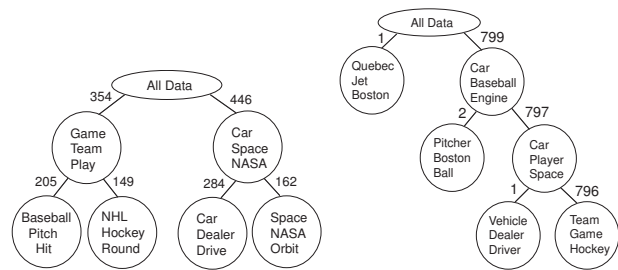 All Data
354
446
Game
Team
Play
Car
Space
NASA
205
149
284
162
Baseball
Pitch
Hit
NHL
Hockey
Round
Car
Dealer
Drive
Space
NASA
Orbit
All Data
1
799
Quebec
Jet
Boston
Car
Baseball
Engine
2
797
Pitcher
Boston
Ball
Car
Player
Space
1
796
Vehicle
Dealer
Driver
Team
Game
Hockey